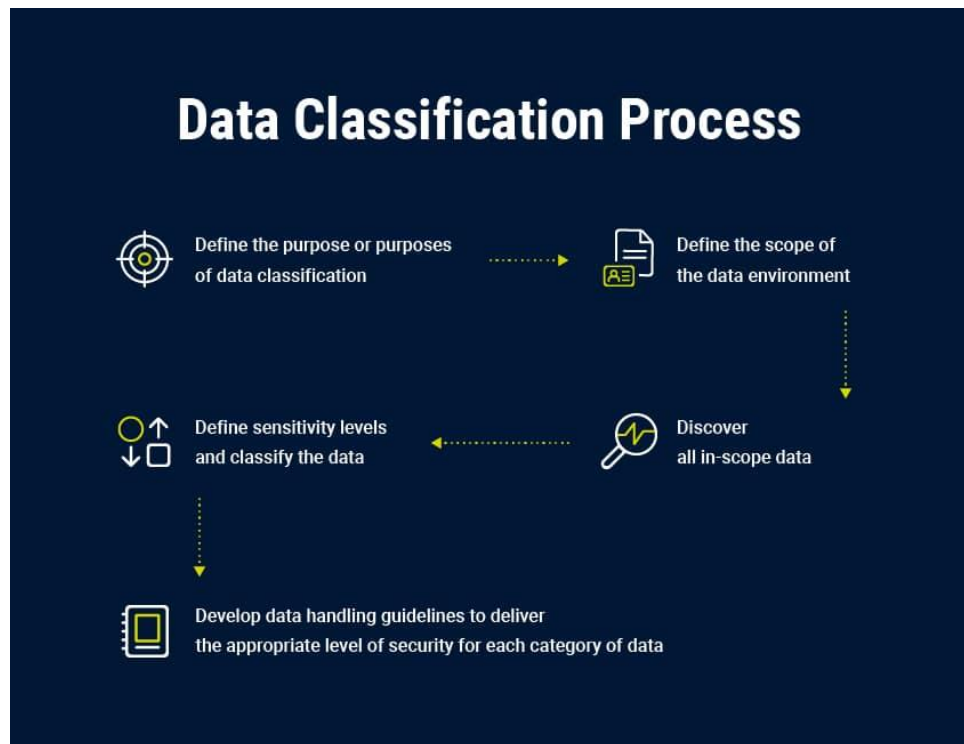 Data Classification Process
Define the purpose or purposes
of data classification
Define the scope of
the data environment
Discover
all in-scope data
Define sensitivity levels
and classify the data
Develop data handling guidelines to deliver
the appropriate level of security for each category of data